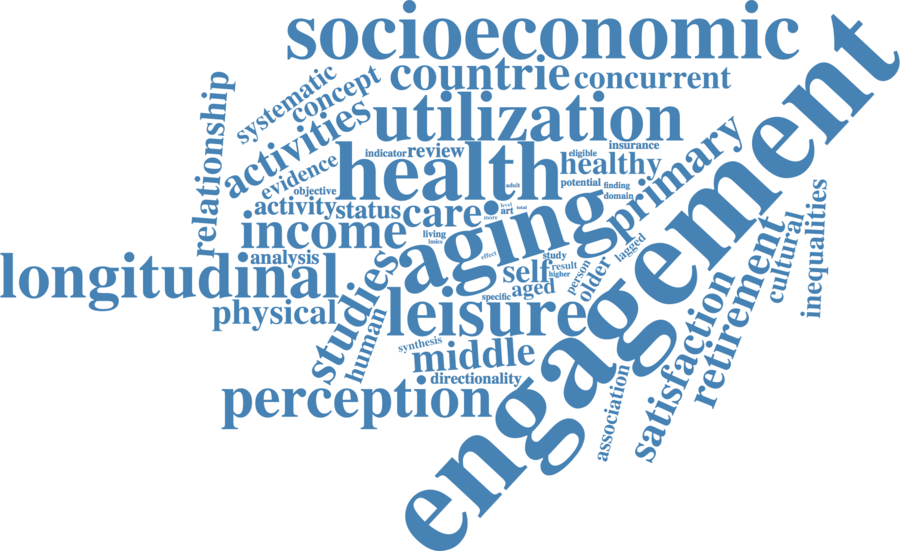 socioeconomic
engagement
systematic
concept
countrie
concurrent
relationship
activities
utilization
evidence
indicator
review
health
eligible
insurance
healthy
objective
adult
potential
finding
domain
primary
activity
status
care
more
level
art
total
income
living
lmics
aging
analysis
longitudinal
effect
study
result
higher
self
person
older
lagged
aged
specific
studies
physical
human
leisure
synthesis
middle
directionality
perception
association
satisfaction
retirement
cultural
inequalities